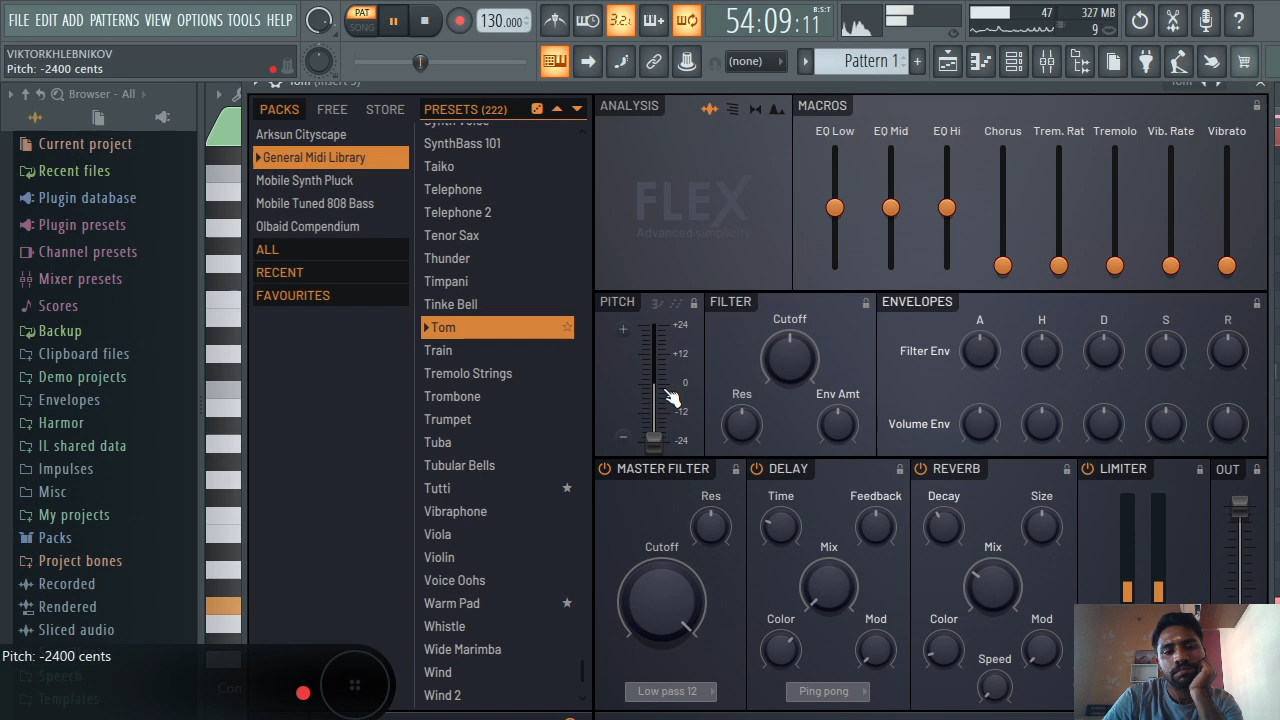 FILE EDIT ADD PATTERNS VIEW OPTIONS TOOLS HELP
PAT
SONG
130.000
3.2.
54:09:11
B:S:T
47
327 MB
9
VIKTORKHLEBNIKOV
Pitch: -2400 cents
(none)
Pattern 1
Browser - All
Current project
Recent files
Plugin database
Plugin presets
Channel presets
Mixer presets
Scores
Backup
Clipboard files
Demo projects
Envelopes
Harmor
IL shared data
Impulses
Misc
My projects
Packs
Project bones
Recorded
Rendered
Sliced audio
Speech
Templates
Pitch: -2400 cents
PACKS FREE STORE
Arksun Cityscape
General Midi Library
Mobile Synth Pluck
Mobile Tuned 808 Bass
Olbaid Compendium
ALL
RECENT
FAVOURITES
PRESETS (222)
Synth Voice
SynthBass 101
Taiko
Telephone
Telephone 2
Tenor Sax
Thunder
Timpani
Tinke Bell
Tom
Train
Tremolo Strings
Trombone
Trumpet
Tuba
Tubular Bells
Tutti
Vibraphone
Viola
Violin
Voice Oohs
Warm Pad
Whistle
Wide Marimba
Wind
Wind 2
ANALYSIS
FLEX
Advanced simplicity
MACROS
EQ Low EQ Mid EQ Hi Chorus Trem. Rat Tremolo Vib. Rate Vibrato
PITCH
+24
+12
0
-12
-24
FILTER
Cutoff
Res Env Amt
ENVELOPES
A H D S R
Filter Env
Volume Env
MASTER FILTER
Res
Cutoff
Low pass 12
DELAY
Time Feedback
Mix
Color Mod
Ping pong
REVERB
Decay Size
Mix
Color Mod
Speed
LIMITER
OUT